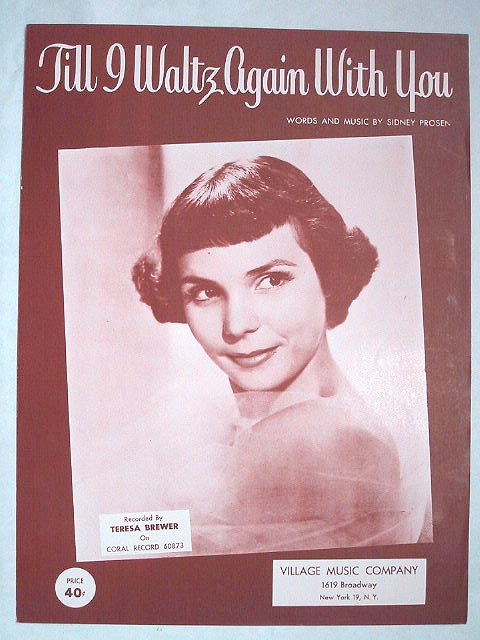 Till I Waltz Again With You
WORDS AND MUSIC BY SIDNEY PROSEN
Recorded By
TERESA BREWER
On
CORAL RECORD 60873
PRICE
40¢
VILLAGE MUSIC COMPANY
1619 Broadway
New York 19, N. Y.